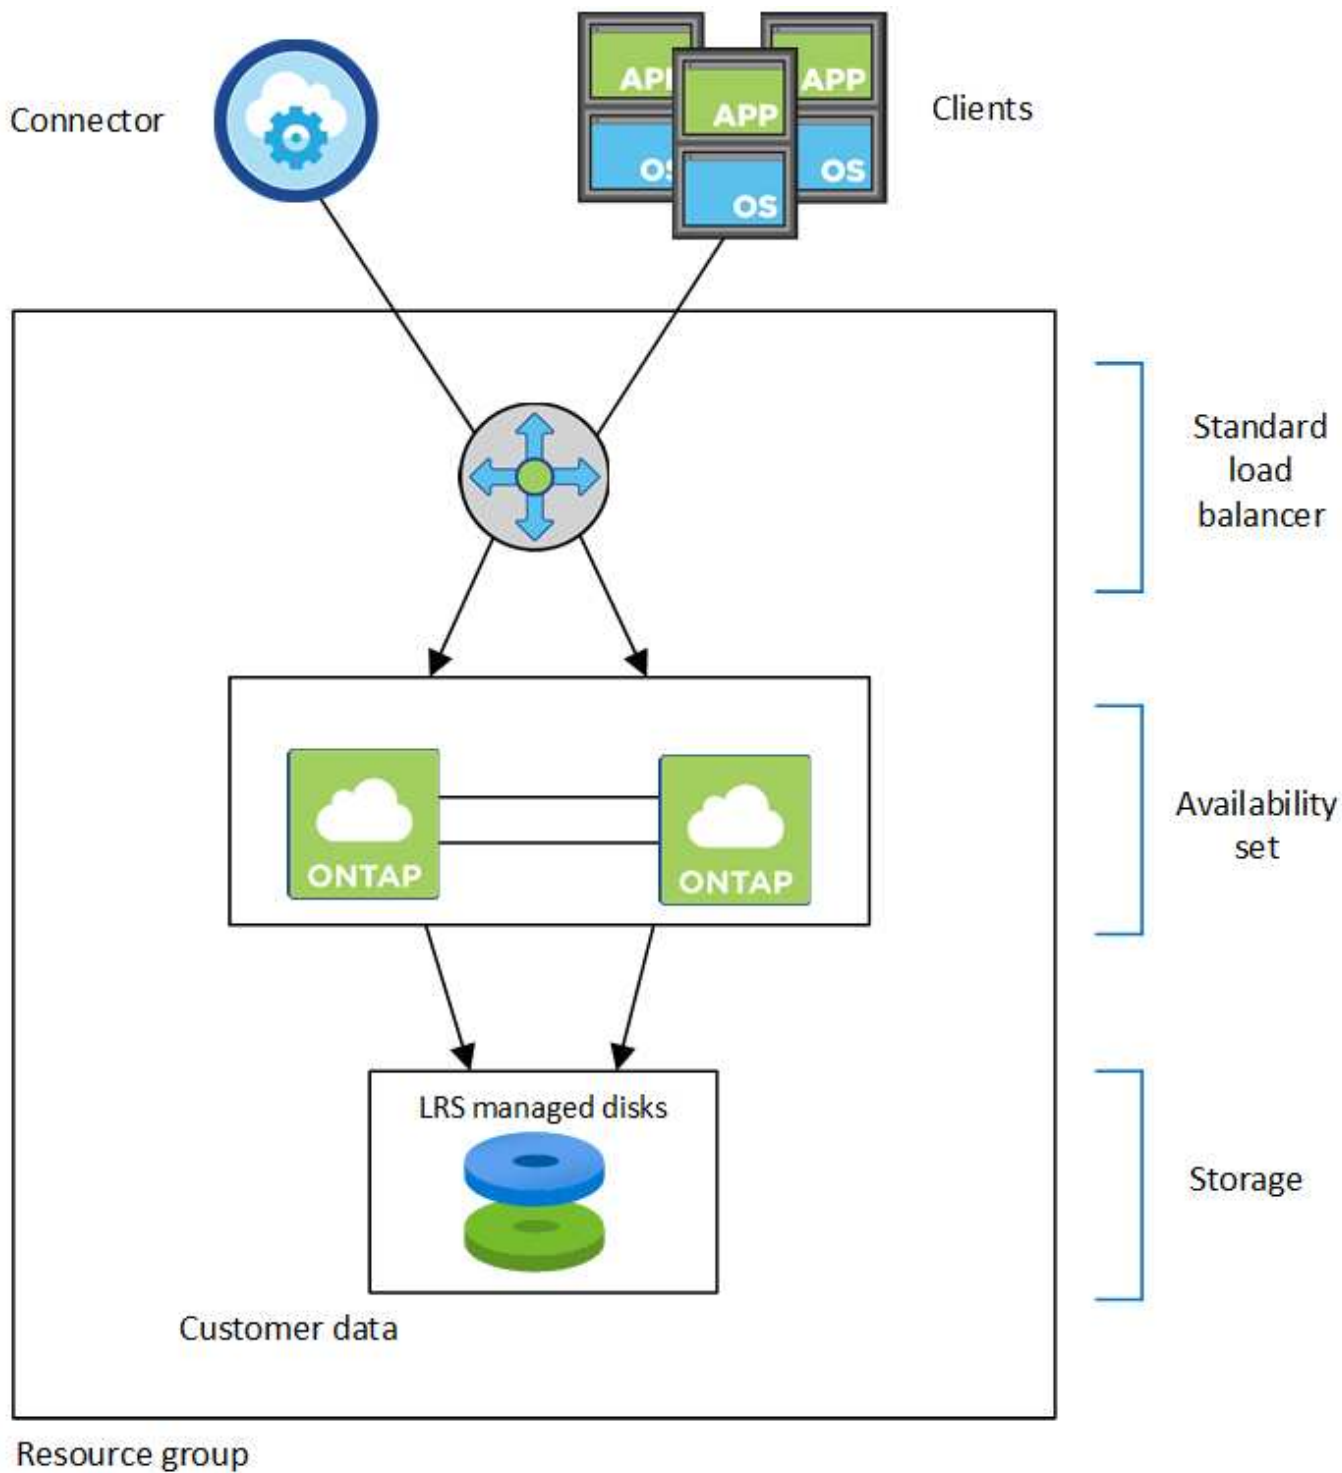 Connector
APP
APP
APP
OS
OS
OS
Clients
Standard
load
balancer
ONTAP
ONTAP
Availability
set
LRS managed disks
Storage
Customer data
Resource group